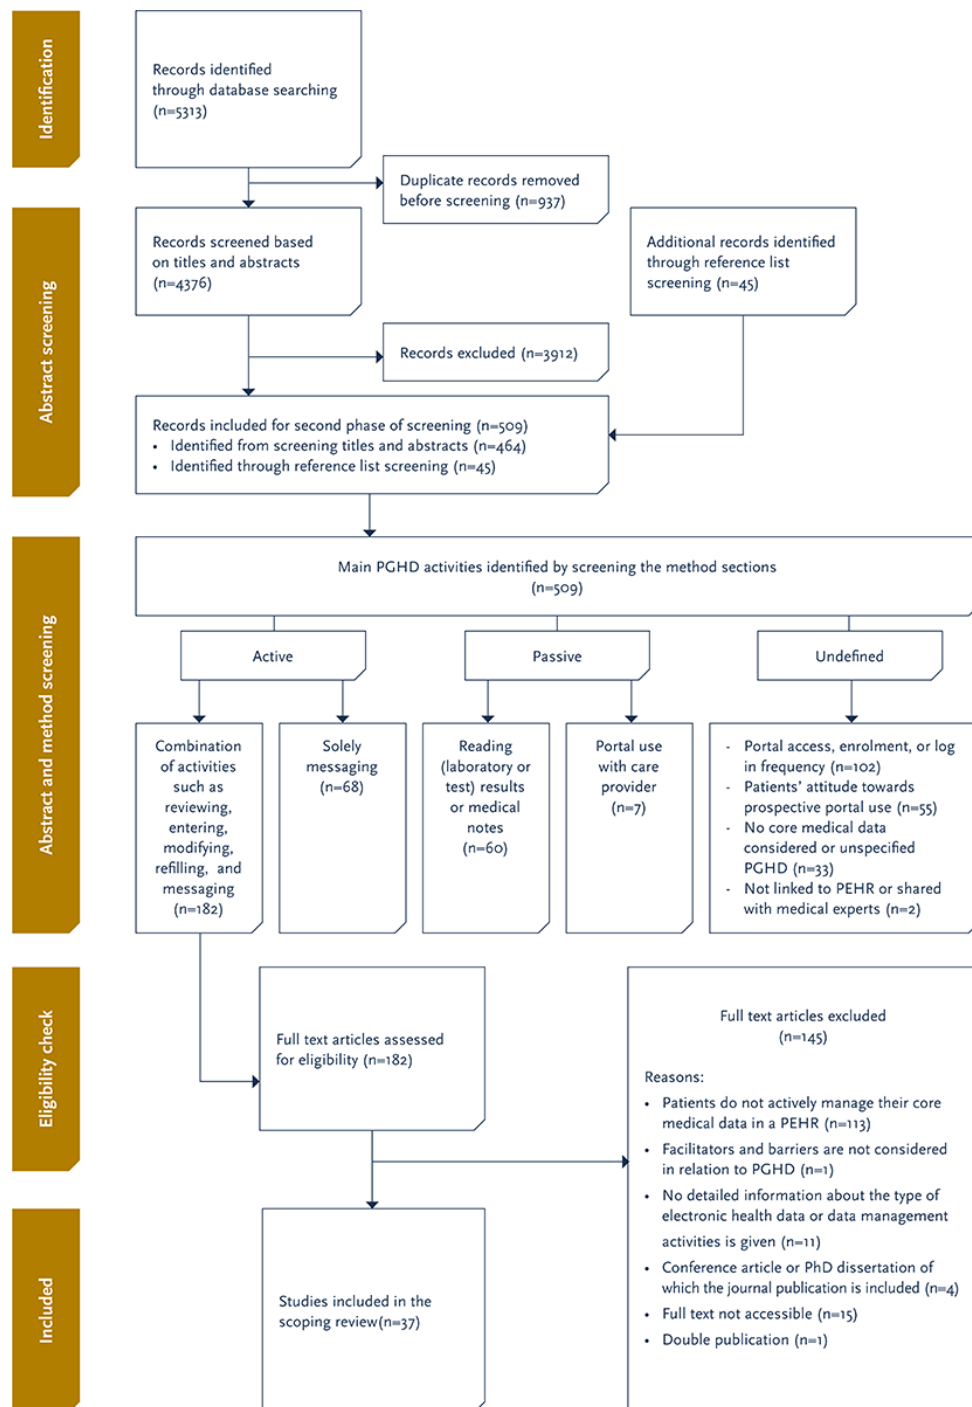 Identification
Records identified
through database searching
(n=5313)
Duplicate records removed
before screening (n=937)
Abstract screening
Records screened based
on titles and abstracts
(n=4376)
Additional records identified
through reference list
screening (n=45)
Records excluded (n=3912)
Records included for second phase of screening (n=509)
• Identified from screening titles and abstracts (n=464)
• Identified through reference list screening (n=45)
Abstract and method screening
Main PGHD activities identified by screening the method sections
(n=509)
Active
Passive
Undefined
Combination
of activities
such as
reviewing,
entering,
modifying,
refilling, and
messaging
(n=182)
Solely
messaging
(n=68)
Reading
(laboratory or
test) results
or medical
notes
(n=60)
Portal use
with care
provider
(n=7)
- Portal access, enrolment, or log
in frequency (n=102)
- Patients' attitude towards
prospective portal use (n=55)
- No core medical data
considered or unspecified
PGHD (n=33)
- Not linked to PEHR or shared
with medical experts (n=2)
Eligibility check
Full text articles assessed
for eligibility (n=182)
Full text articles excluded
(n=145)
Reasons:
• Patients do not actively manage their core
medical data in a PEHR (n=113)
• Facilitators and barriers are not considered
in relation to PGHD (n=1)
• No detailed information about the type of
electronic health data or data management
activities is given (n=11)
• Conference article or PhD dissertation of
which the journal publication is included (n=4)
• Full text not accessible (n=15)
• Double publication (n=1)
Included
Studies included in the
scoping review(n=37)